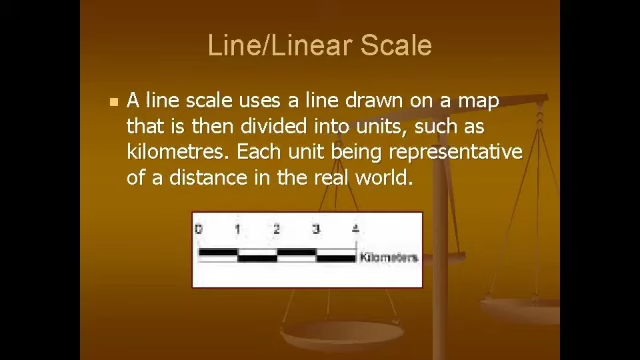 Line/Linear Scale
A line scale uses a line drawn on a map
that is then divided into units, such as
kilometres. Each unit being representative
of a distance in the real world.
0 1 2 3 4
Kilometers